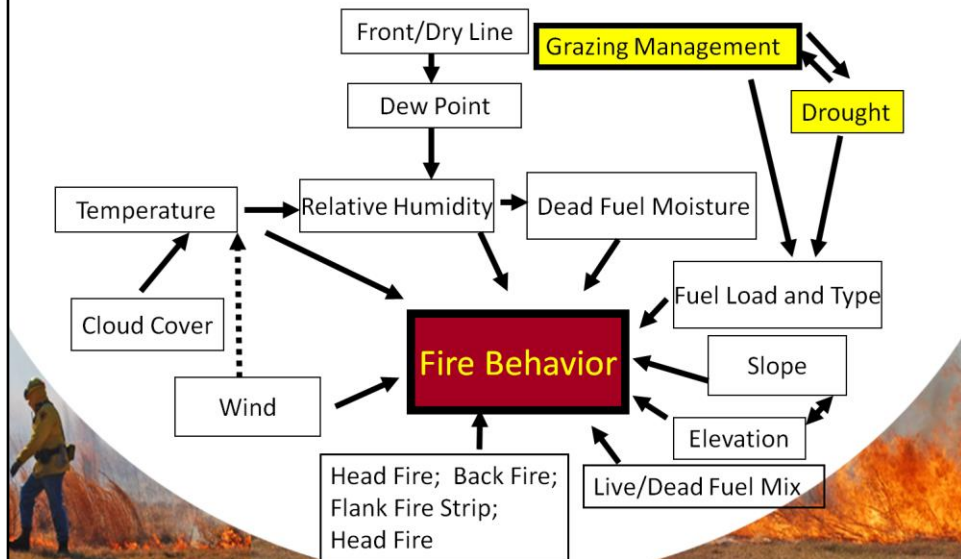 Front/Dry Line
Grazing Management
Dew Point
Drought
Temperature
Relative Humidity
Dead Fuel Moisture
Fuel Load and Type
Cloud Cover
Fire Behavior
Slope
Wind
Elevation
Head Fire; Back Fire;
Flank Fire Strip;
Head Fire
Live/Dead Fuel Mix